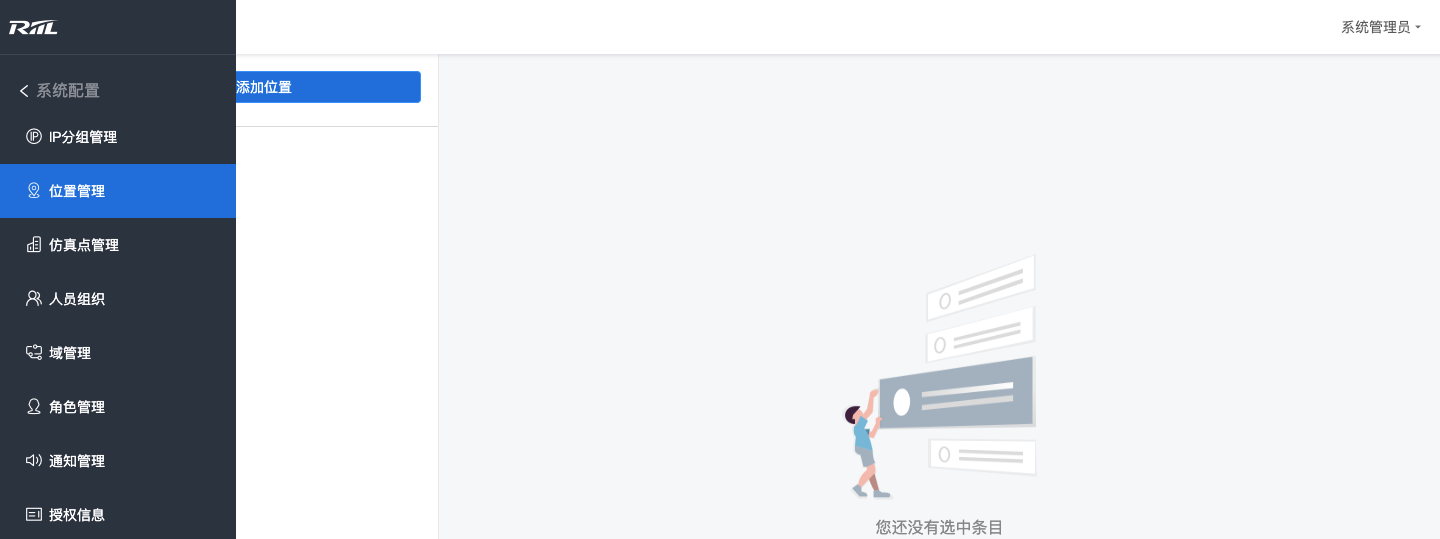 RIIL
系统管理员
系统配置
添加位置
IP分组管理
位置管理
仿真点管理
人员组织
域管理
角色管理
通知管理
授权信息
您还没有选中条目